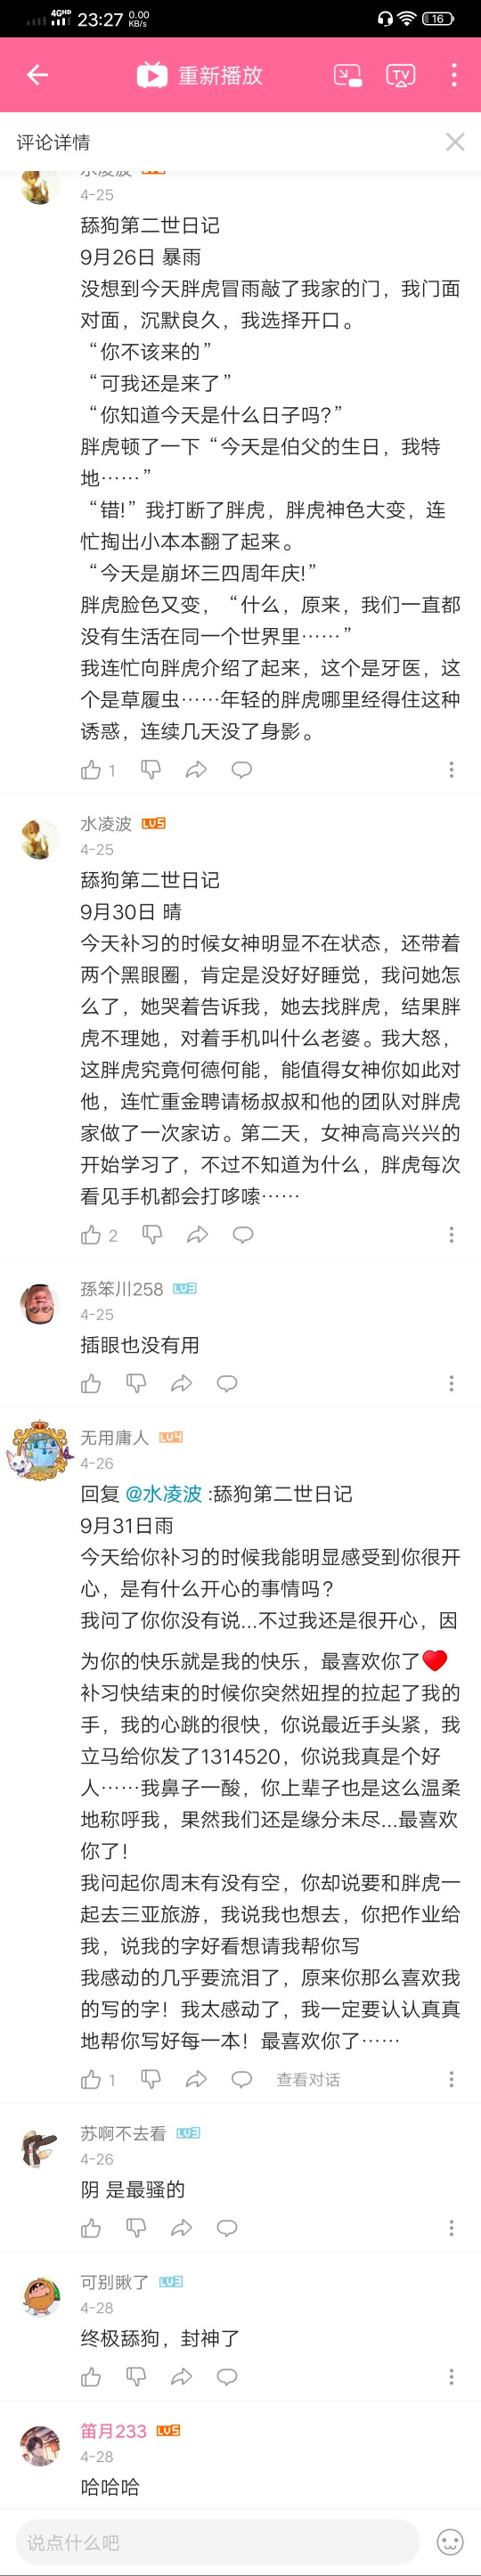 4GHD 23:27 0.00 KB/s 16
重新播放 TV
评论详情
水凌波 LV5
4-25
舔狗第二世日记
9月26日 暴雨
没想到今天胖虎冒雨敲了我家的门，我门面
对面，沉默良久，我选择开口。
“你不该来的”
“可我还是来了”
“你知道今天是什么日子吗?”
胖虎顿了一下“今天是伯父的生日，我特
地……”
“错!”我打断了胖虎，胖虎神色大变，连
忙掏出小本本翻了起来。
“今天是崩坏三四周年庆!”
胖虎脸色又变，“什么，原来，我们一直都
没有生活在同一个世界里……”
我连忙向胖虎介绍了起来，这个是牙医，这
个是草履虫……年轻的胖虎哪里经得住这种
诱惑，连续几天没了身影。
1
水凌波 LV5
4-25
舔狗第二世日记
9月30日 晴
今天补习的时候女神明显不在状态，还带着
两个黑眼圈，肯定是没好好睡觉，我问她怎
么了，她哭着告诉我，她去找胖虎，结果胖
虎不理她，对着手机叫什么老婆。我大怒，
这胖虎究竟何德何能，能值得女神你如此对
他，连忙重金聘请杨叔叔和他的团队对胖虎
家做了一次家访。第二天，女神高高兴兴的
开始学习了，不过不知道为什么，胖虎每次
看见手机都会打哆嗦……
2
孫笨川258 LV3
4-25
插眼也没有用
无用庸人 LV4
4-26
回复 @水凌波 :舔狗第二世日记
9月31日雨
今天给你补习的时候我能明显感受到你很开
心，是有什么开心的事情吗？
我问了你你没有说...不过我还是很开心，因
为你的快乐就是我的快乐，最喜欢你了❤
补习快结束的时候你突然妞捏的拉起了我的
手，我的心跳的很快，你说最近手头紧，我
立马给你发了1314520，你说我真是个好
人……我鼻子一酸，你上辈子也是这么温柔
地称呼我，果然我们还是缘分未尽...最喜欢
你了！
我问起你周末有没有空，你却说要和胖虎一
起去三亚旅游，我说我也想去，你把作业给
我，说我的字好看想请我帮你写
我感动的几乎要流泪了，原来你那么喜欢我
的写的字！我太感动了，我一定要认认真真
地帮你写好每一本！最喜欢你了……
1 查看对话
苏啊不去看 LV3
4-26
阴 是最骚的
可别瞅了 LV3
4-28
终极舔狗，封神了
笛月233 LV5
4-28
哈哈哈
说点什么吧